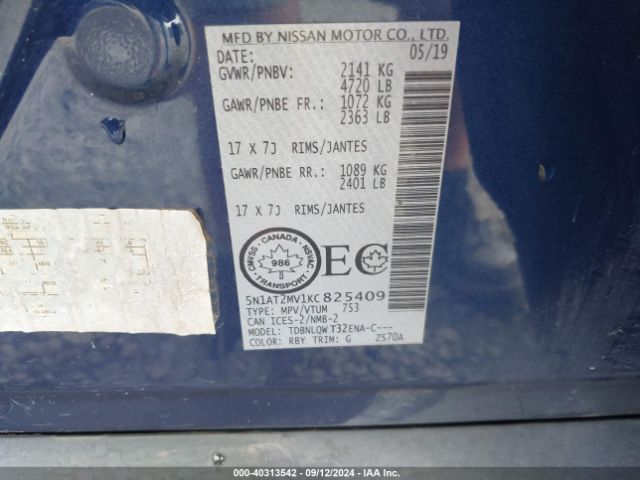 MFD BY NISSAN MOTOR CO., LTD.
DATE: 05/19
GVWR/PNBV: 2141 KG
4720 LB
GAWR/PNBE FR.: 1072 KG
2363 LB
17 X 7J RIMS/JANTES
GAWR/PNBE RR.: 1089 KG
2401 LB
17 X 7J RIMS/JANTES
CMVSS - CANADA - NSVAC
986
TRANSPORT
EC
5N1AT2MV1KC825409
TYPE: MPV/VTUM 753
CAN ICES-2/NMB-2
MODEL: TDBNLQW T32ENA-C---
COLOR: RBY TRIM: G ZS70A
000-40313542 - 09/12/2024 - IAA Inc.